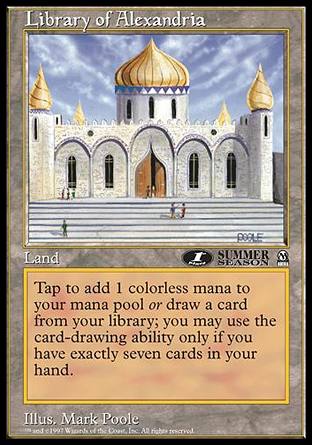 Library of Alexandria
POOLE
Land
I
SUMMER
SEASON
Tap to add 1 colorless mana to
your mana pool or draw a card
from your library; you may use the
card-drawing ability only if you
have exactly seven cards in your
hand.
Illus. Mark Poole
™ and ©1997 Wizards of the Coast, Inc. All rights reserved.